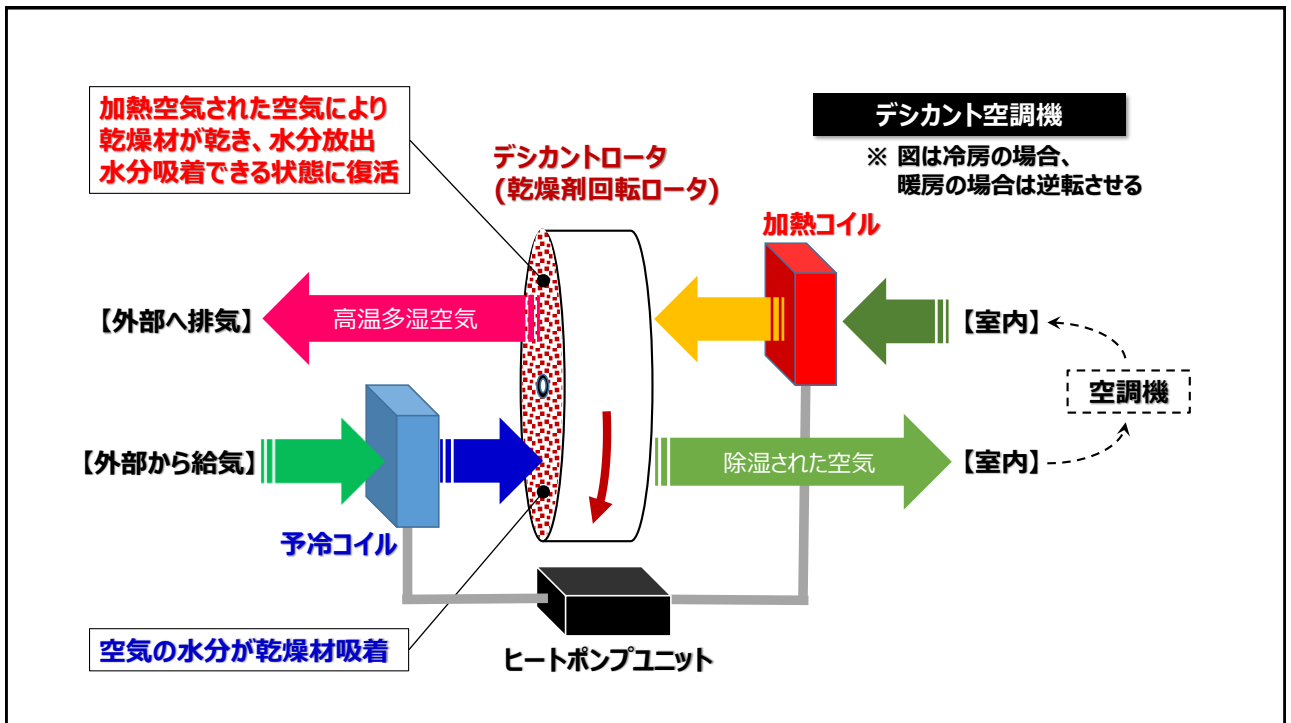 加熱空気された空気により
乾燥材が乾き、水分放出
水分吸着できる状態に復活
デシカント空調機
※ 図は冷房の場合、
暖房の場合は逆転させる
デシカントロータ
(乾燥剤回転ロータ)
加熱コイル
【外部へ排気】
高温多湿空気
【室内】
空調機
【外部から給気】
除湿された空気
【室内】
予冷コイル
空気の水分が乾燥材吸着
ヒートポンプユニット